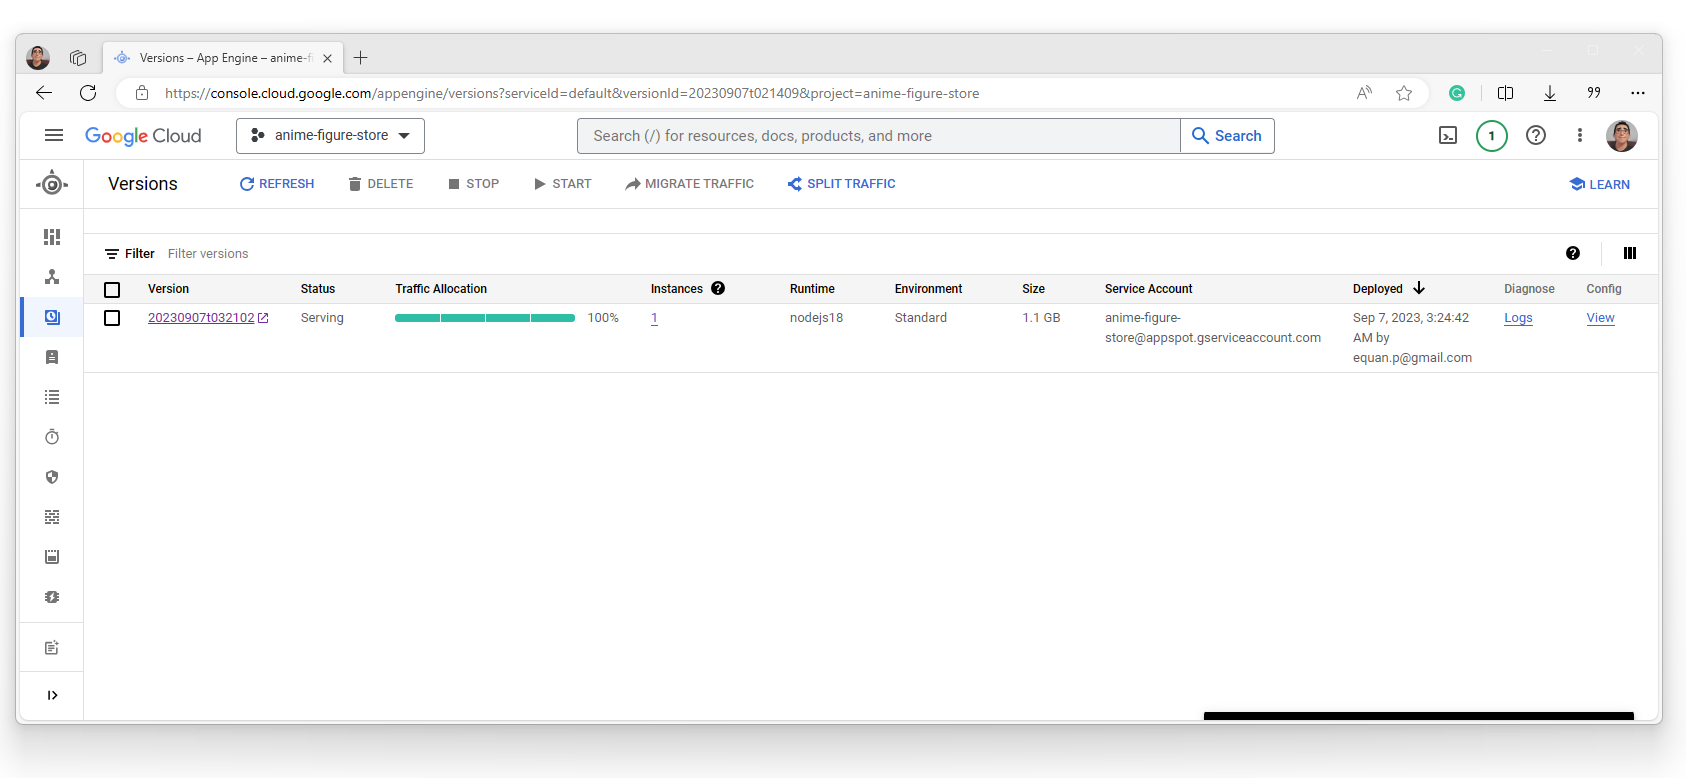 Versions – App Engine – anime-fi
https://console.cloud.google.com/appengine/versions?serviceId=default&versionId=20230907t021409&project=anime-figure-store
Google Cloud
anime-figure-store
Search (/) for resources, docs, products, and more
Search
1
Versions
REFRESH
DELETE
STOP
START
MIGRATE TRAFFIC
SPLIT TRAFFIC
LEARN
Filter
Filter versions
Version Status Traffic Allocation Instances Runtime Environment Size Service Account Deployed Diagnose Config
20230907t032102 Serving 100% 1 nodejs18 Standard 1.1 GB anime-figure- Sep 7, 2023, 3:24:42 Logs View
store@appspot.gserviceaccount.com AM by
equan.p@gmail.com